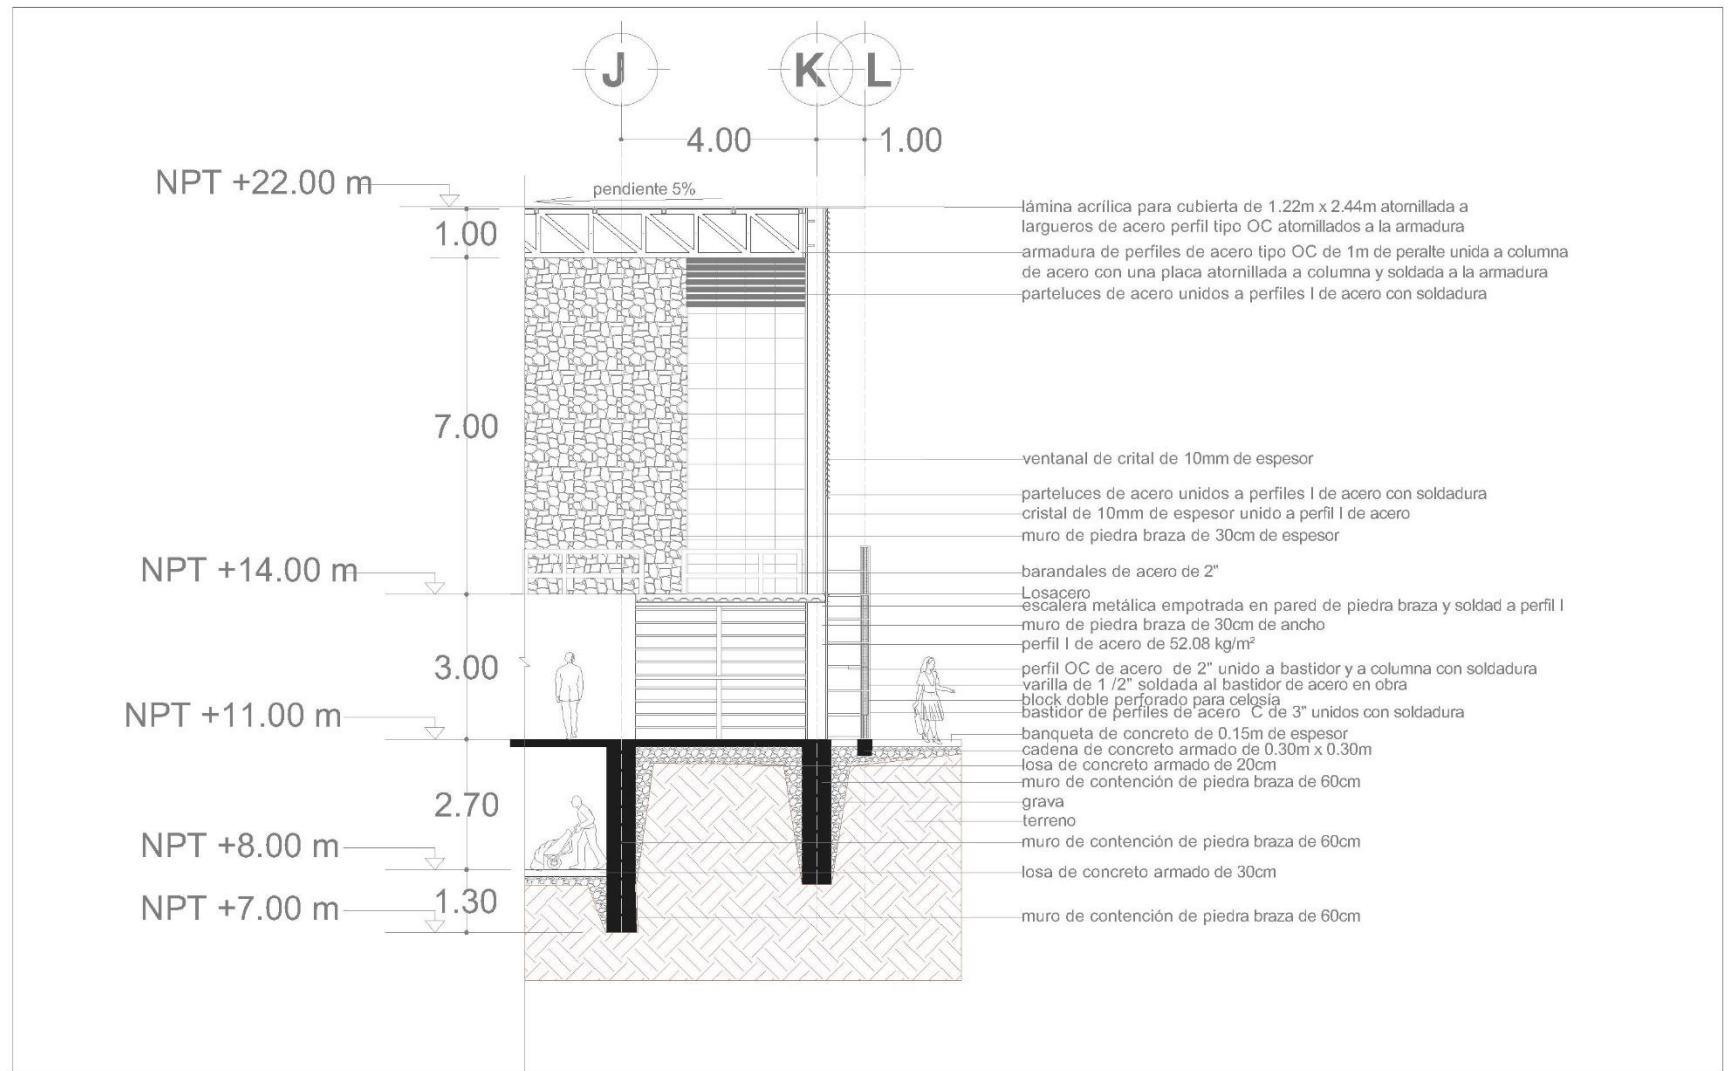 J K L
4.00 1.00
NPT +22.00 m
pendiente 5%
1.00
7.00
NPT +14.00 m
3.00
NPT +11.00 m
2.70
NPT +8.00 m
1.30
NPT +7.00 m
lámina acrílica para cubierta de 1.22m x 2.44m atornillada a
largueros de acero perfil tipo OC atornillados a la armadura
armadura de perfiles de acero tipo OC de 1m de peralte unida a columna
de acero con una placa atornillada a columna y soldada a la armadura
parteluces de acero unidos a perfiles I de acero con soldadura
ventanal de crital de 10mm de espesor
parteluces de acero unidos a perfiles I de acero con soldadura
cristal de 10mm de espesor unido a perfil I de acero
muro de piedra braza de 30cm de espesor
barandales de acero de 2"
Losacero
escalera metálica empotrada en pared de piedra braza y soldad a perfil I
muro de piedra braza de 30cm de ancho
perfil I de acero de 52.08 kg/m²
perfil OC de acero de 2" unido a bastidor y a columna con soldadura
varilla de 1 /2" soldada al bastidor de acero en obra
block doble perforado para celosía
bastidor de perfiles de acero C de 3" unidos con soldadura
banqueta de concreto de 0.15m de espesor
cadena de concreto armado de 0.30m x 0.30m
losa de concreto armado de 20cm
muro de contención de piedra braza de 60cm
grava
terreno
muro de contención de piedra braza de 60cm
losa de concreto armado de 30cm
muro de contención de piedra braza de 60cm